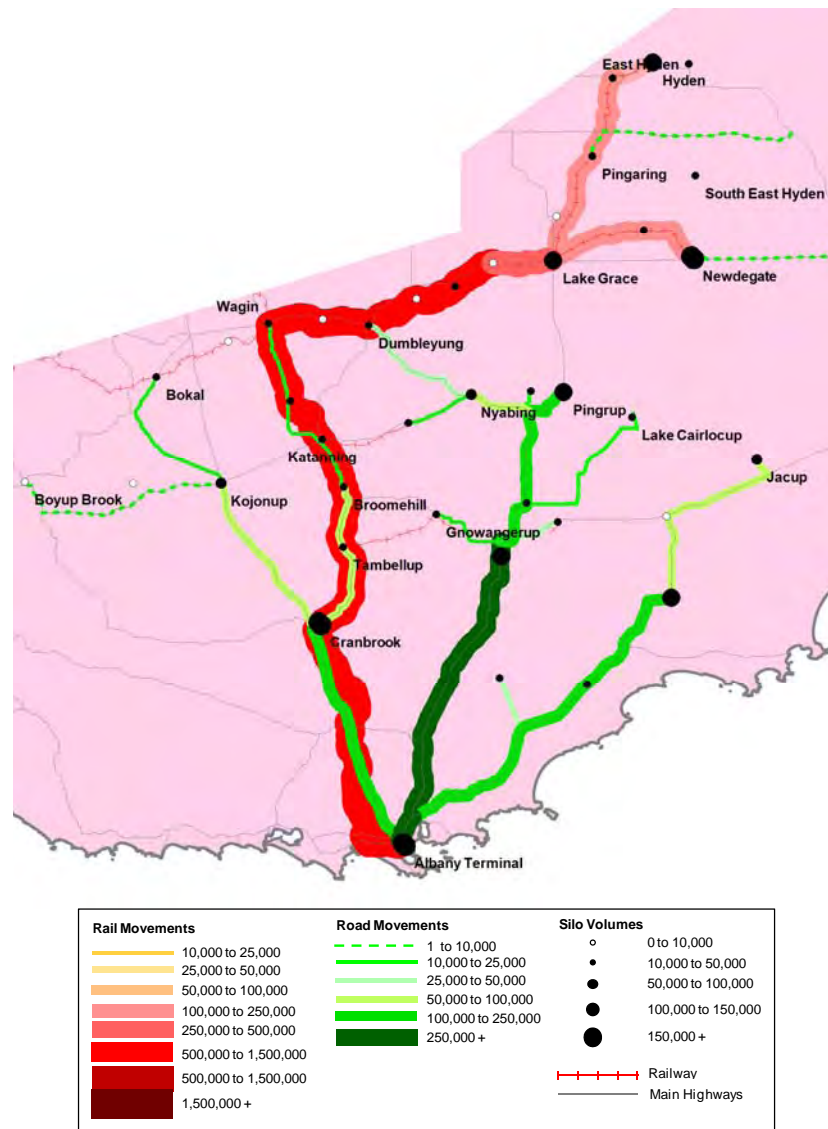 East Hyden
Hyden
Pingaring
South East Hyden
Lake Grace
Newdegate
Wagin
Dumbleyung
Bokal
Nyabing
Pingrup
Lake Cairlocup
Katanning
Jacup
Boyup Brook
Kojonup
Broomehill
Gnowangerup
Tambellup
Cranbrook
Albany Terminal
Rail Movements
10,000 to 25,000
25,000 to 50,000
50,000 to 100,000
100,000 to 250,000
250,000 to 500,000
500,000 to 1,500,000
500,000 to 1,500,000
1,500,000 +
Road Movements
1 to 10,000
10,000 to 25,000
25,000 to 50,000
50,000 to 100,000
100,000 to 250,000
250,000 +
Silo Volumes
0 to 10,000
10,000 to 50,000
50,000 to 100,000
100,000 to 150,000
150,000 +
Railway
Main Highways